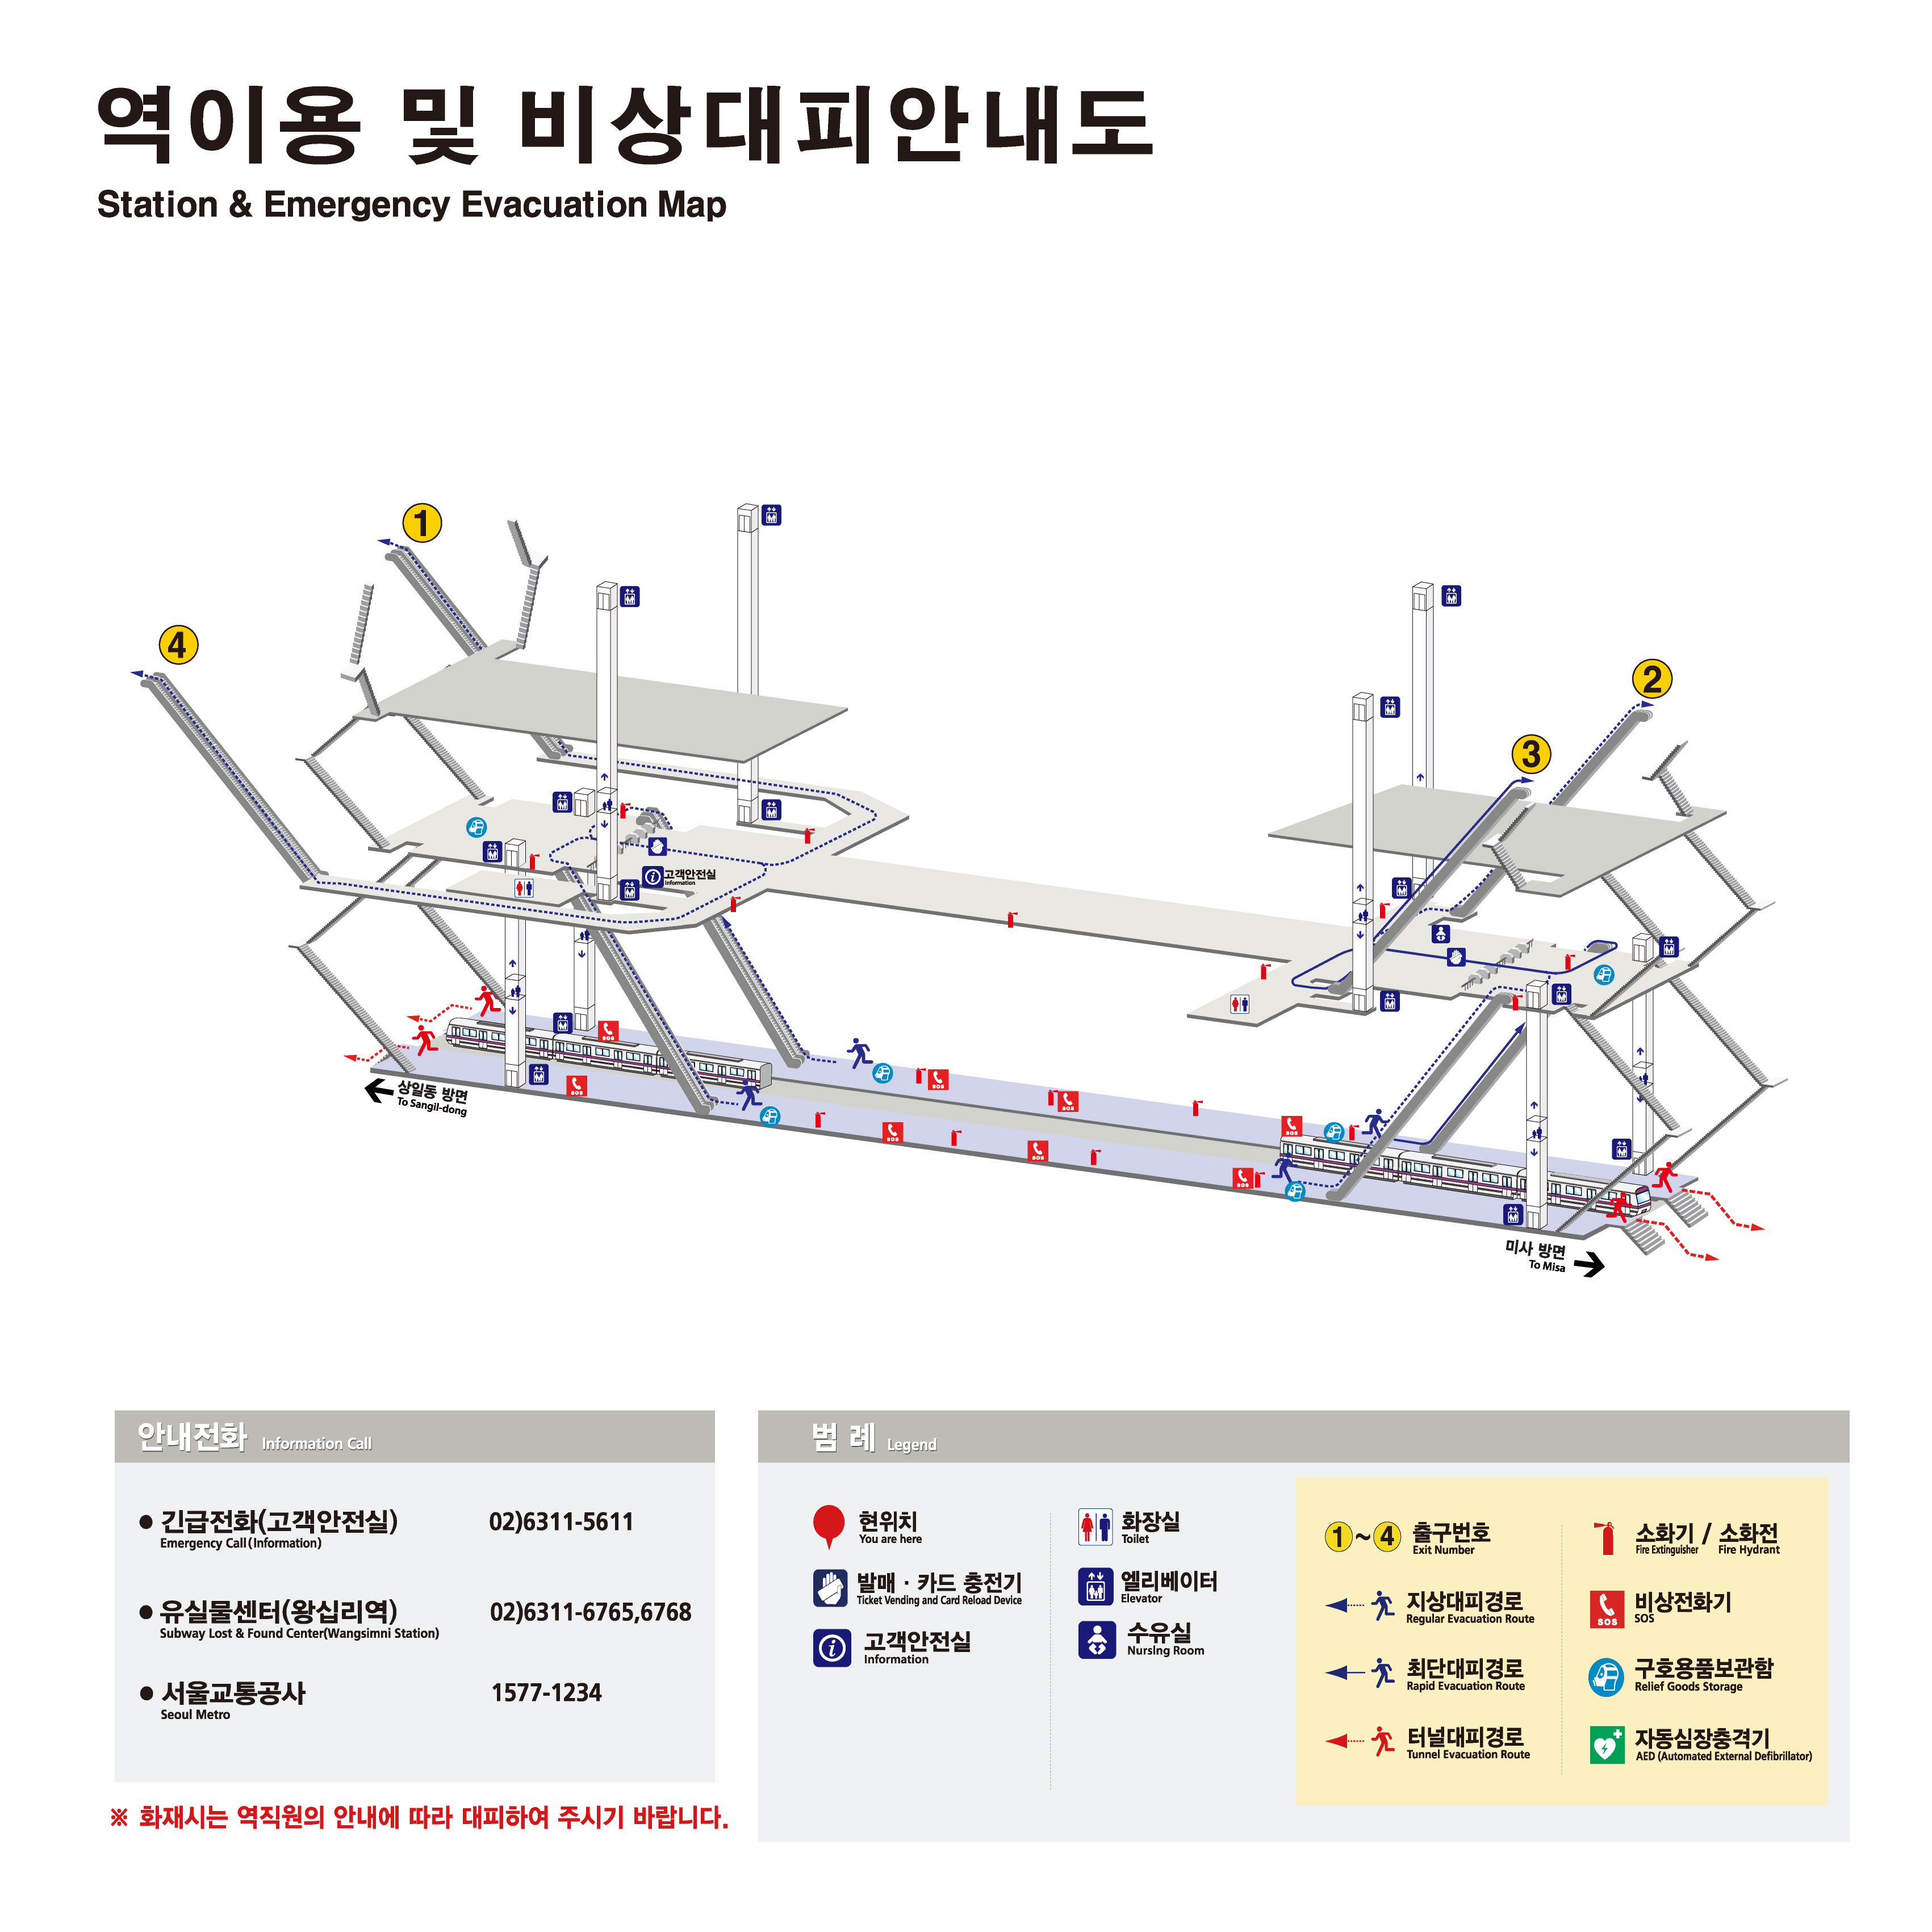 역이용 및 비상대피안내도
Station & Emergency Evacuation Map
1
4
2
3
고객안전실
Information
SOS
SOS
SOS
SOS
SOS
SOS
SOS
SOS
상일동 방면
To Sangil-dong
미사 방면
To Misa
안내전화 Information Call
● 긴급전화(고객안전실) 02)6311-5611
Emergency Call(Information)
● 유실물센터(왕십리역) 02)6311-6765,6768
Subway Lost & Found Center(Wangsimni Station)
● 서울교통공사 1577-1234
Seoul Metro
※ 화재시는 역직원의 안내에 따라 대피하여 주시기 바랍니다.
범 례 Legend
현위치
You are here
발매 · 카드 충전기
Ticket Vending and Card Reload Device
고객안전실
Information
화장실
Toilet
엘리베이터
Elevator
수유실
Nursing Room
1~4 출구번호
Exit Number
지상대피경로
Regular Evacuation Route
최단대피경로
Rapid Evacuation Route
터널대피경로
Tunnel Evacuation Route
소화기 / 소화전
Fire Extinguisher Fire Hydrant
SOS 비상전화기
SOS
구호용품보관함
Relief Goods Storage
자동심장충격기
AED (Automated External Defibrillator)